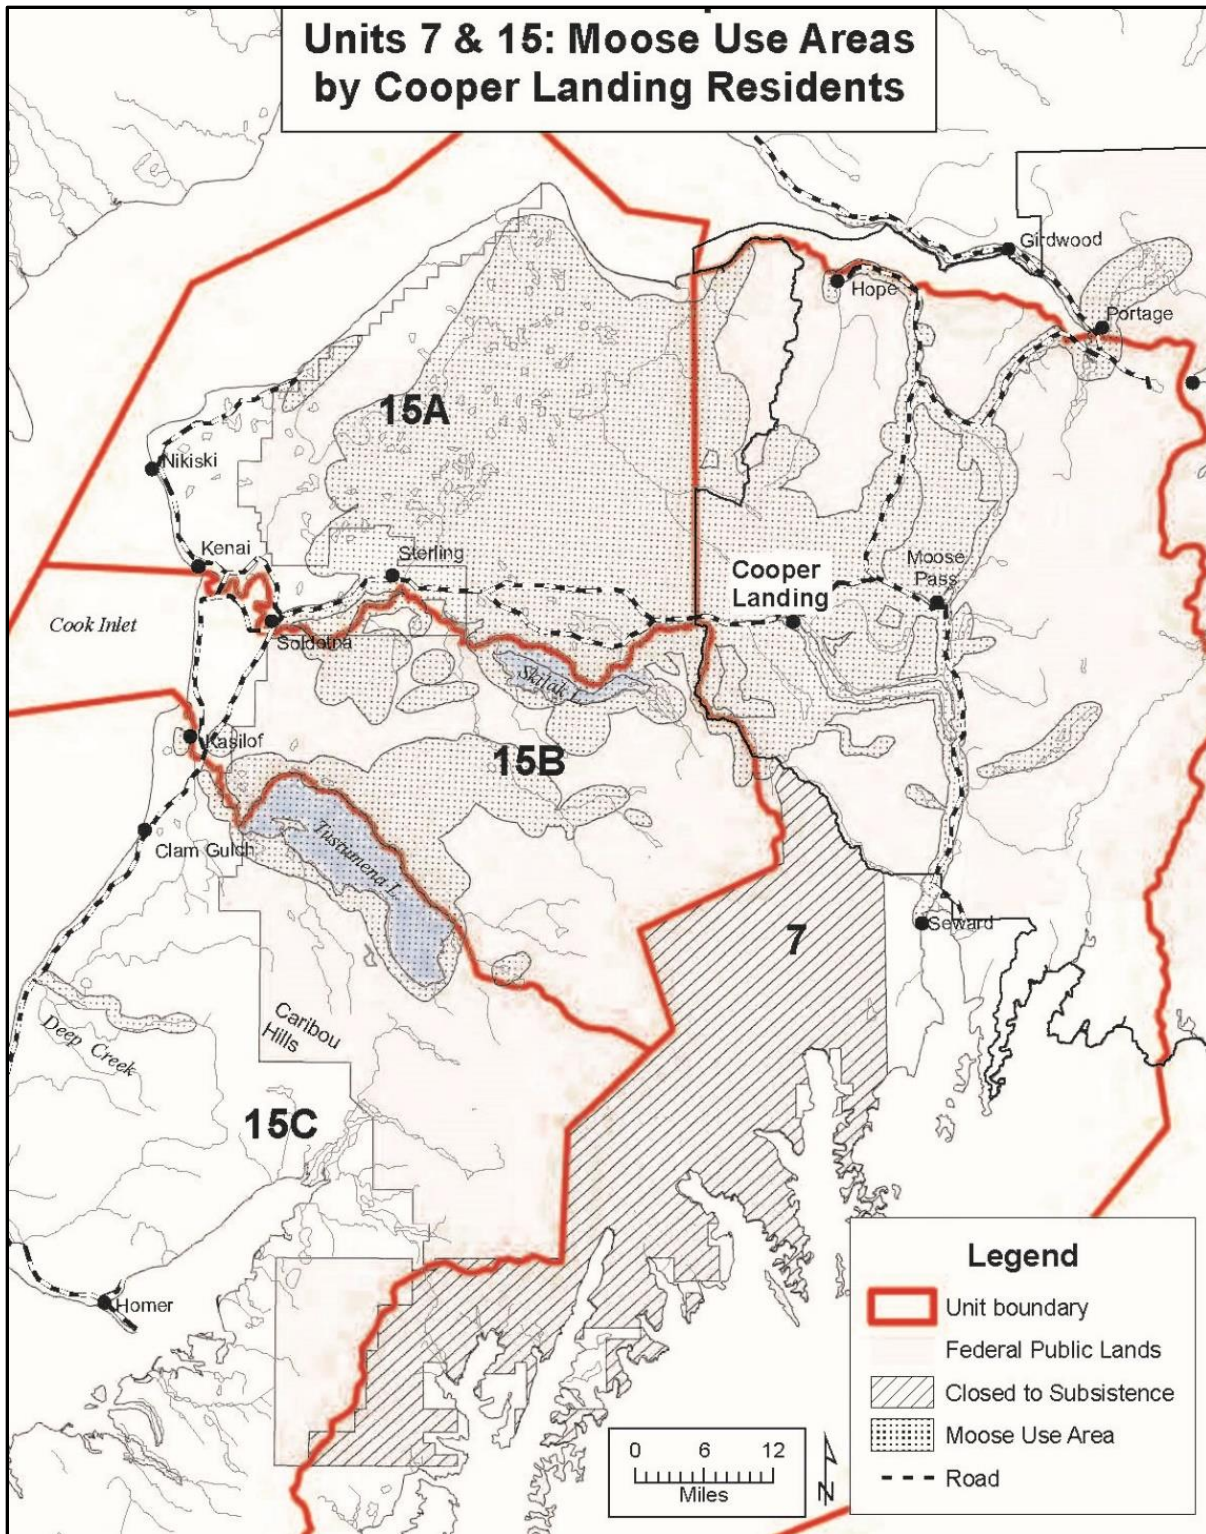 Units 7 & 15: Moose Use Areas
by Cooper Landing Residents
Girdwood
Hope
Portage
15A
Nikiski
Kenai
Sterling
Moose
Pass
Cooper
Landing
Cook Inlet
Soldotna
Skilak L.
Kasilof
15B
Tustumena L.
Clam Gulch
7
Seward
Caribou
Hills
Deep Creek
15C
Homer
Legend
Unit boundary
Federal Public Lands
Closed to Subsistence
Moose Use Area
Road
0 6 12
Miles
N